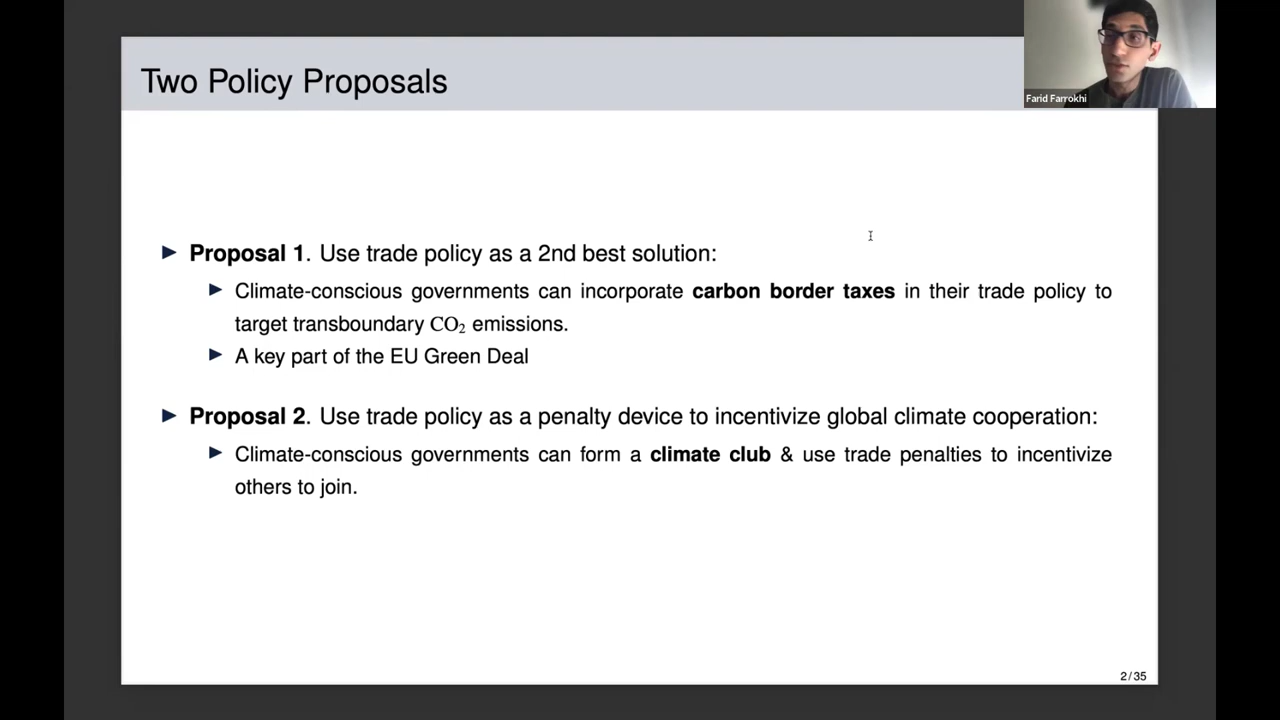 Two Policy Proposals
Farid Farrokhi
► Proposal 1. Use trade policy as a 2nd best solution:
► Climate-conscious governments can incorporate carbon border taxes in their trade policy to
target transboundary CO₂ emissions.
► A key part of the EU Green Deal
► Proposal 2. Use trade policy as a penalty device to incentivize global climate cooperation:
► Climate-conscious governments can form a climate club & use trade penalties to incentivize
others to join.
2/35